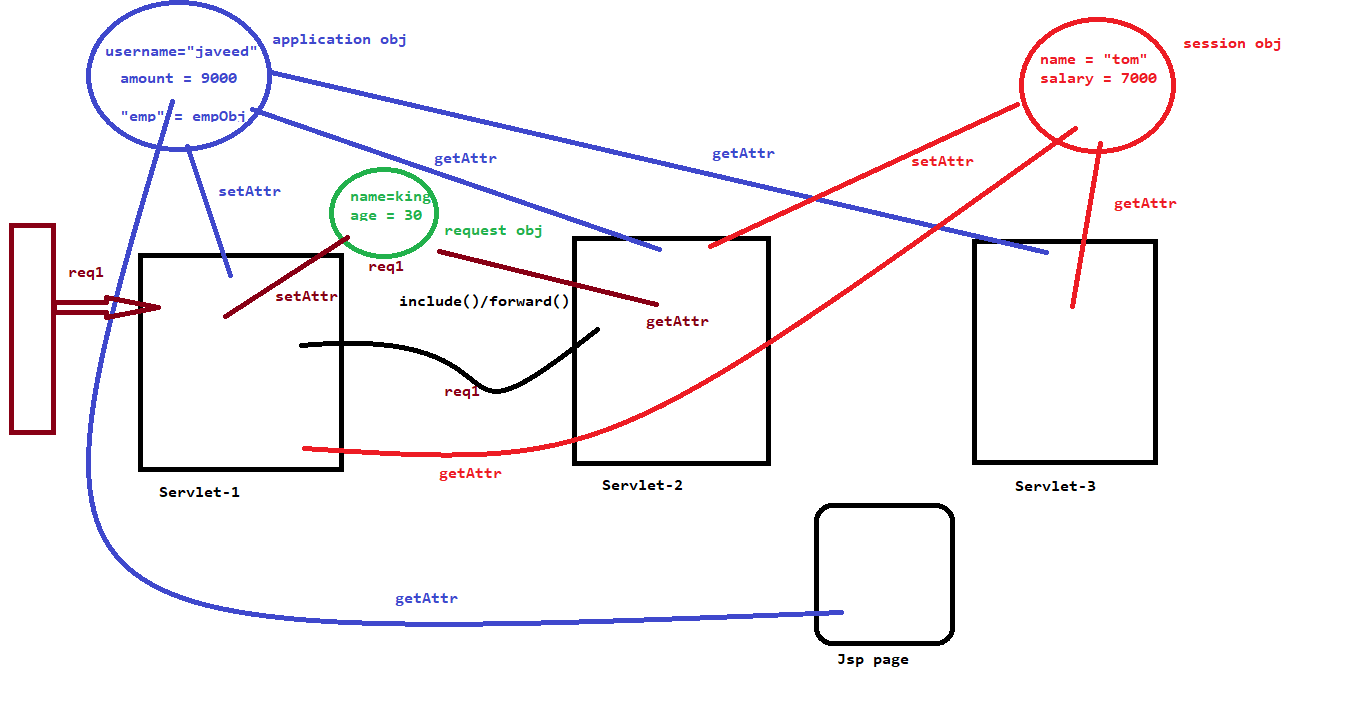 application obj
username="javeed"
amount = 9000
"emp" = empObj
session obj
name = "tom"
salary = 7000
getAttr
getAttr
setAttr
setAttr
getAttr
name=king
age = 30
request obj
req1
req1
setAttr
include()/forward()
getAttr
req1
getAttr
Servlet-1
Servlet-2
Servlet-3
getAttr
Jsp page